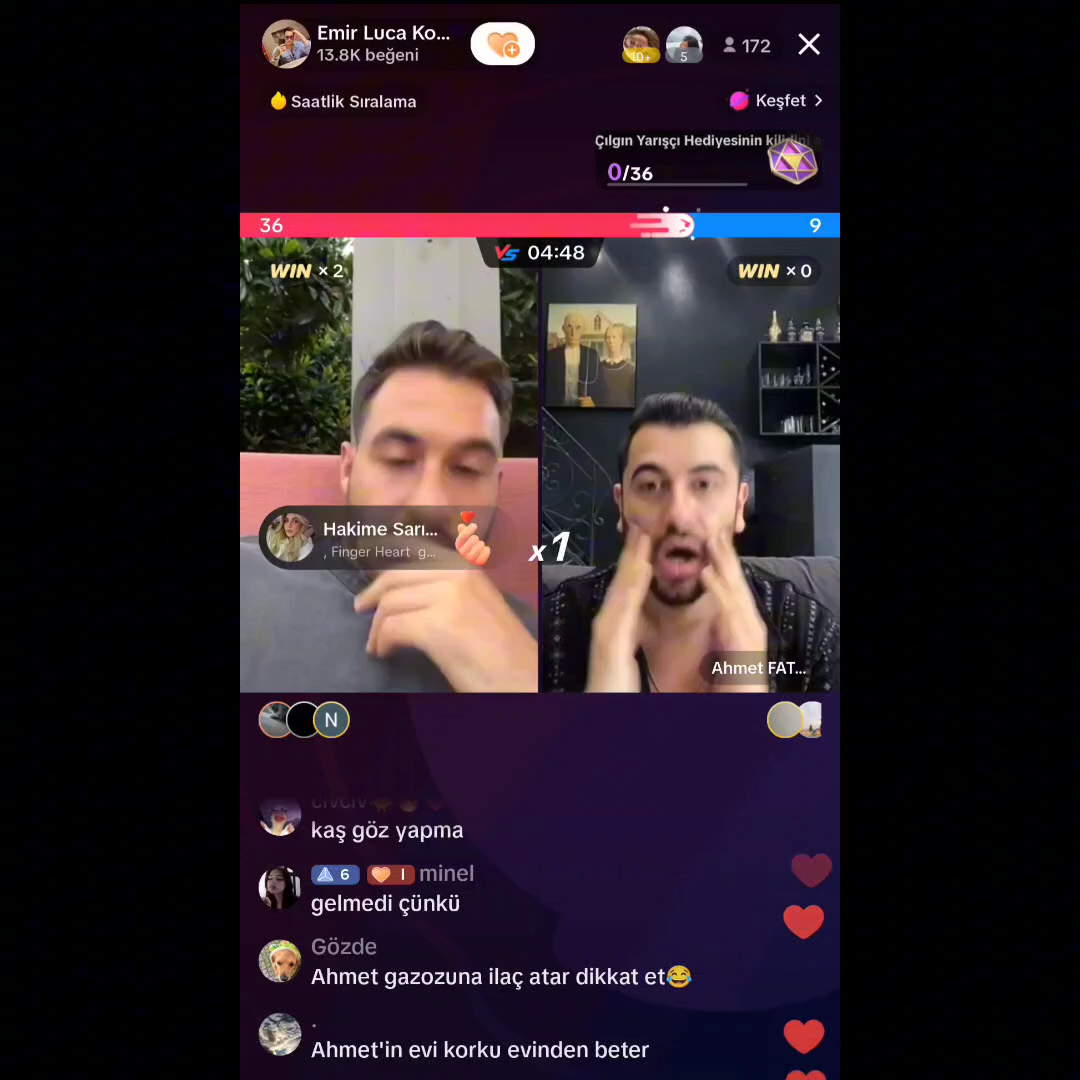 Emir Luca Ko...
13.8K beğeni
10+
5
172
Saatlik Sıralama
Keşfet
Çılgın Yarışçı Hediyesinin
0/36
36
9
VS 04:48
WIN × 2
WIN × 0
Hakime Sarı...
, Finger Heart g...
x1
Ahmet FAT...
N
kaş göz yapma
6 I minel
gelmedi çünkü
Gözde
Ahmet gazozuna ilaç atar dikkat et😂
.
Ahmet'in evi korku evinden beter